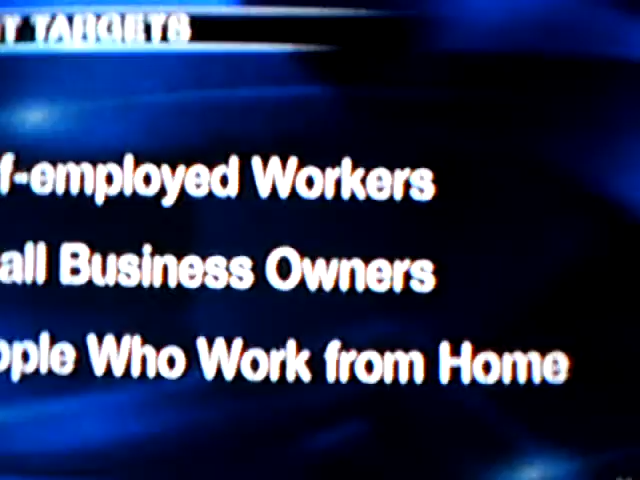 T TARGETS
f-employed Workers
all Business Owners
ople Who Work from Home